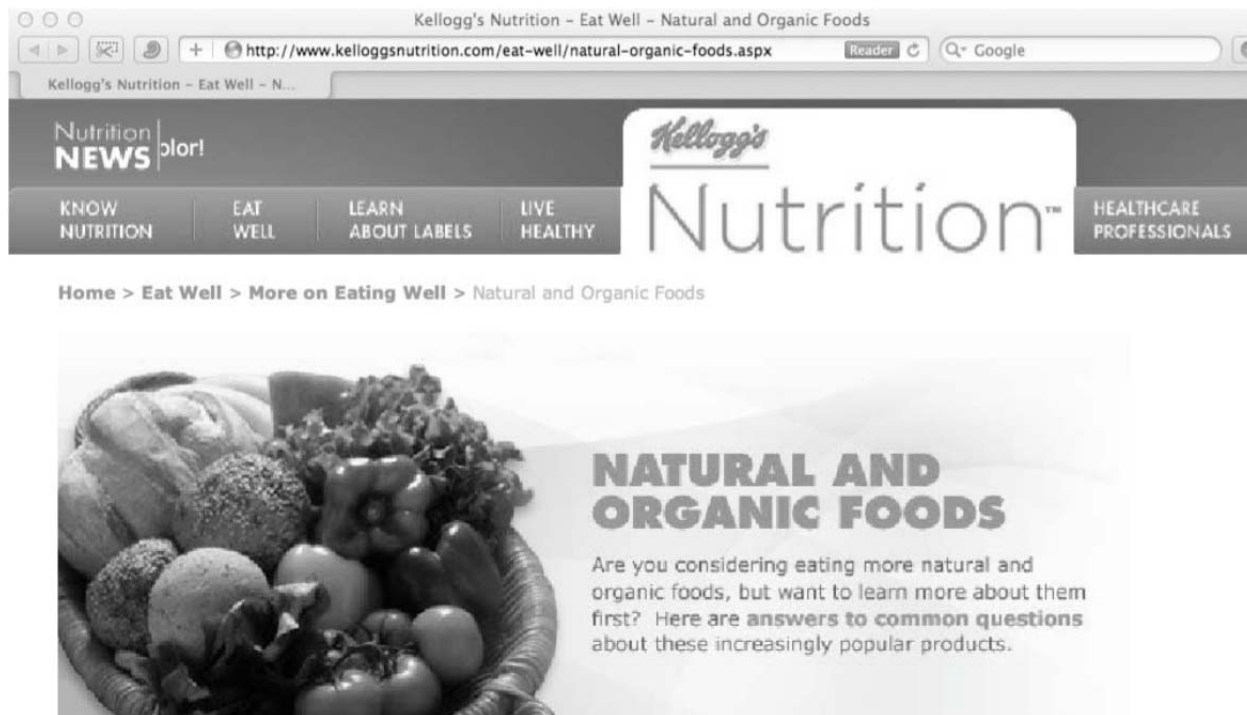 Kellogg's Nutrition – Eat Well – Natural and Organic Foods
+ http://www.kelloggsnutrition.com/eat-well/natural-organic-foods.aspx Reader Google
Kellogg's Nutrition – Eat Well – N...
Nutrition
NEWS olor!
Kellogg's
Nutrition™
KNOW
NUTRITION
EAT
WELL
LEARN
ABOUT LABELS
LIVE
HEALTHY
HEALTHCARE
PROFESSIONALS
Home > Eat Well > More on Eating Well > Natural and Organic Foods
NATURAL AND
ORGANIC FOODS
Are you considering eating more natural and
organic foods, but want to learn more about them
first? Here are answers to common questions
about these increasingly popular products.